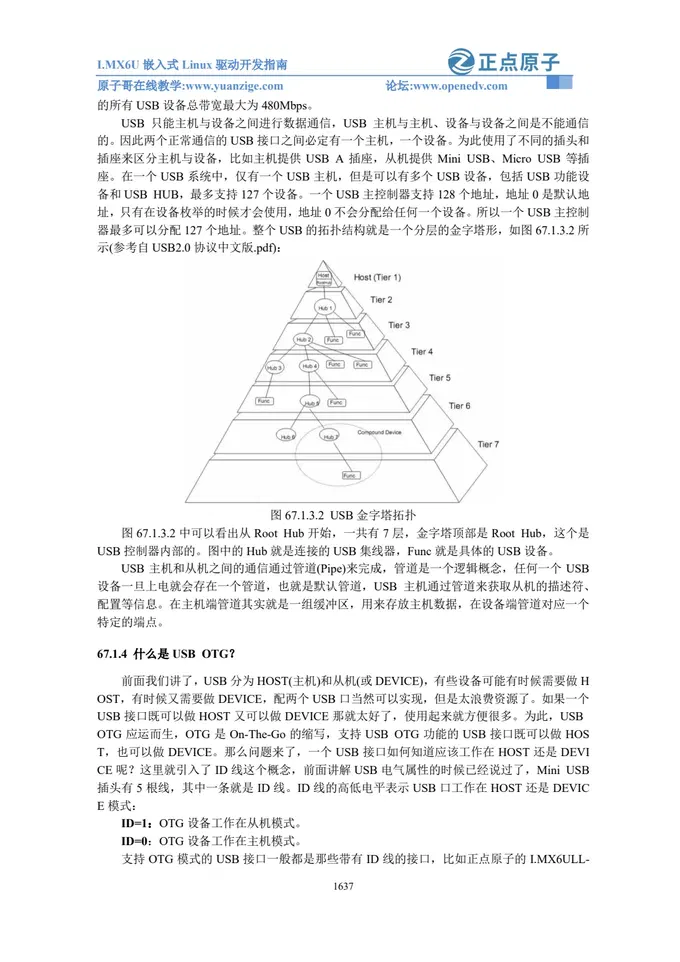 I.MX6U 嵌入式 Linux 驱动开发指南
正点原子
原子哥在线教学:www.yuanzige.com 论坛:www.openedv.com
的所有 USB 设备总带宽最大为 480Mbps。
USB 只能主机与设备之间进行数据通信，USB 主机与主机、设备与设备之间是不能通信
的。因此两个正常通信的 USB 接口之间必定有一个主机，一个设备。为此使用了不同的插头和
插座来区分主机与设备，比如主机提供 USB A 插座，从机提供 Mini USB、Micro USB 等插
座。在一个 USB 系统中，仅有一个 USB 主机，但是可以有多个 USB 设备，包括 USB 功能设
备和 USB HUB，最多支持 127 个设备。一个 USB 主控制器支持 128 个地址，地址 0 是默认地
址，只有在设备枚举的时候才会使用，地址 0 不会分配给任何一个设备。所以一个 USB 主控制
器最多可以分配 127 个地址。整个 USB 的拓扑结构就是一个分层的金字塔形，如图 67.1.3.2 所
示(参考自 USB2.0 协议中文版.pdf)：
Host
Host (Tier 1)
Tier 2
Hub 1
Tier 3
Func
Hub 2
Func
Tier 4
Hub 3
Hub 4
Func
Func
Tier 5
Func
Hub 5
Func
Tier 6
Hub 6
Hub 7
Compound Device
Tier 7
Func
图 67.1.3.2 USB 金字塔拓扑
图 67.1.3.2 中可以看出从 Root Hub 开始，一共有 7 层，金字塔顶部是 Root Hub，这个是
USB 控制器内部的。图中的 Hub 就是连接的 USB 集线器，Func 就是具体的 USB 设备。
USB 主机和从机之间的通信通过管道(Pipe)来完成，管道是一个逻辑概念，任何一个 USB
设备一旦上电就会存在一个管道，也就是默认管道，USB 主机通过管道来获取从机的描述符、
配置等信息。在主机端管道其实就是一组缓冲区，用来存放主机数据，在设备端管道对应一个
特定的端点。
67.1.4 什么是 USB OTG？
前面我们讲了，USB 分为 HOST(主机)和从机(或 DEVICE)，有些设备可能有时候需要做 H
OST，有时候又需要做 DEVICE，配两个 USB 口当然可以实现，但是太浪费资源了。如果一个
USB 接口既可以做 HOST 又可以做 DEVICE 那就太好了，使用起来就方便很多。为此，USB
OTG 应运而生，OTG 是 On-The-Go 的缩写，支持 USB OTG 功能的 USB 接口既可以做 HOS
T，也可以做 DEVICE。那么问题来了，一个 USB 接口如何知道应该工作在 HOST 还是 DEVI
CE 呢？这里就引入了 ID 线这个概念，前面讲解 USB 电气属性的时候已经说过了，Mini USB
插头有 5 根线，其中一条就是 ID 线。ID 线的高低电平表示 USB 口工作在 HOST 还是 DEVIC
E 模式：
ID=1：OTG 设备工作在从机模式。
ID=0：OTG 设备工作在主机模式。
支持 OTG 模式的 USB 接口一般都是那些带有 ID 线的接口，比如正点原子的 I.MX6ULL-
1637